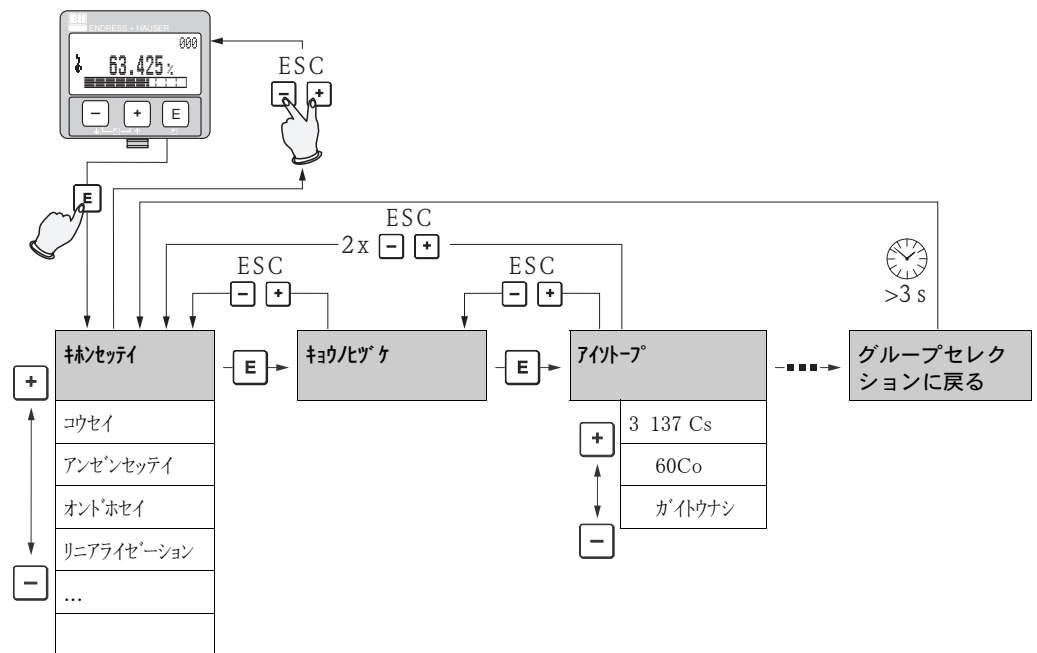 EH
ENDRESS + HAUSER
000
63.425 %
- + E
ESC
- +
E
ESC
2x - +
ESC
- +
ESC
- +
>3 s
ｷﾎﾝｾｯﾃｲ
E
ｷｮｳﾉﾋﾂﾞｹ
E
ｱｲｿﾄｰﾌﾟ
グループセレク
ションに戻る
+
コウセイ
アンゼンセッテイ
オンドホセイ
リニアライゼーション
...
-
+
3 137 Cs
60Co
ガイトウナシ
-